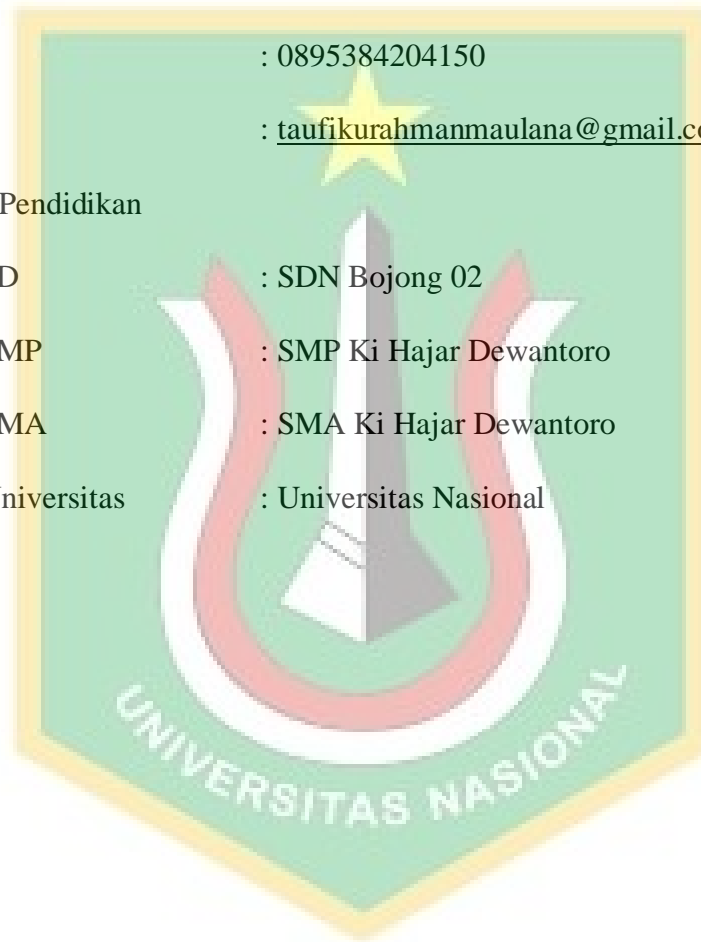 : 0895384204150
: taufikurahmanmaulana@gmail.co
Pendidikan
D : SDN Bojong 02
MP : SMP Ki Hajar Dewantoro
MA : SMA Ki Hajar Dewantoro
niversitas : Universitas Nasional
UNIVERSITAS NASIONAL